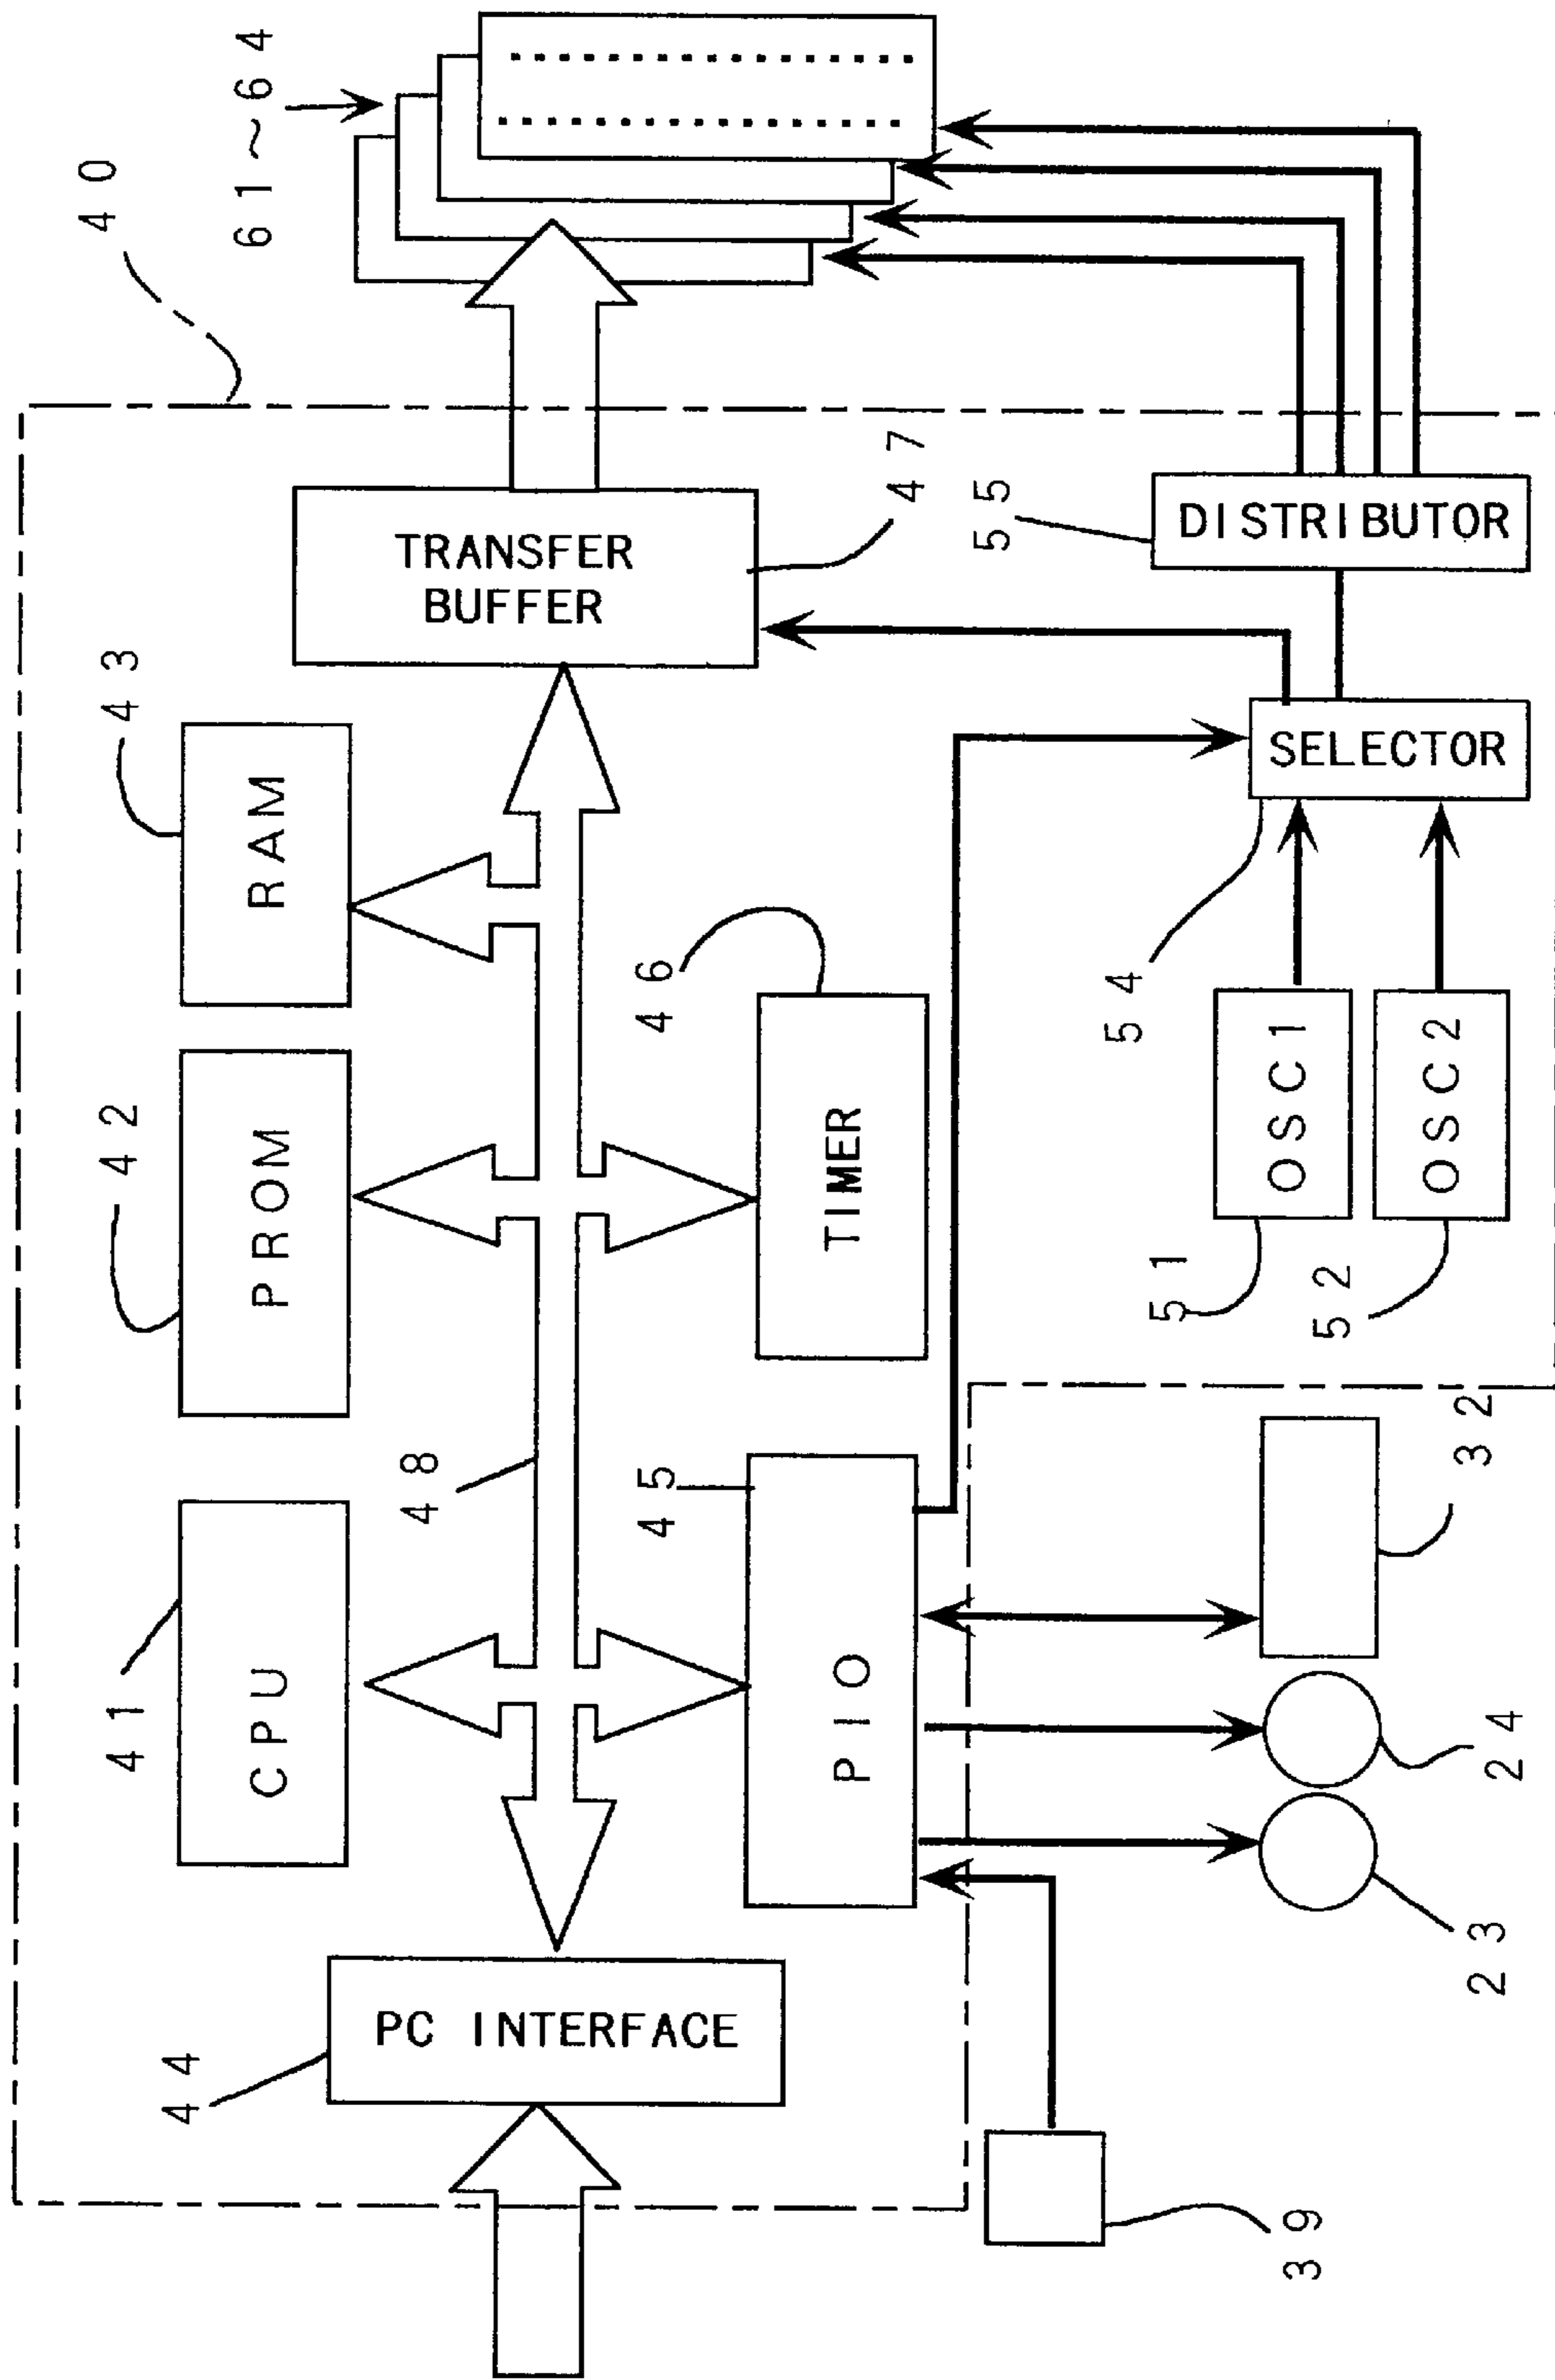 40
61~64
41
CPU
42
PROM
43
RAM
44
PC INTERFACE
48
TRANSFER
BUFFER
47
45
PIO
46
TIMER
55
DISTRIBUTOR
54
SELECTOR
51
OSC1
52
OSC2
39
23
24
32